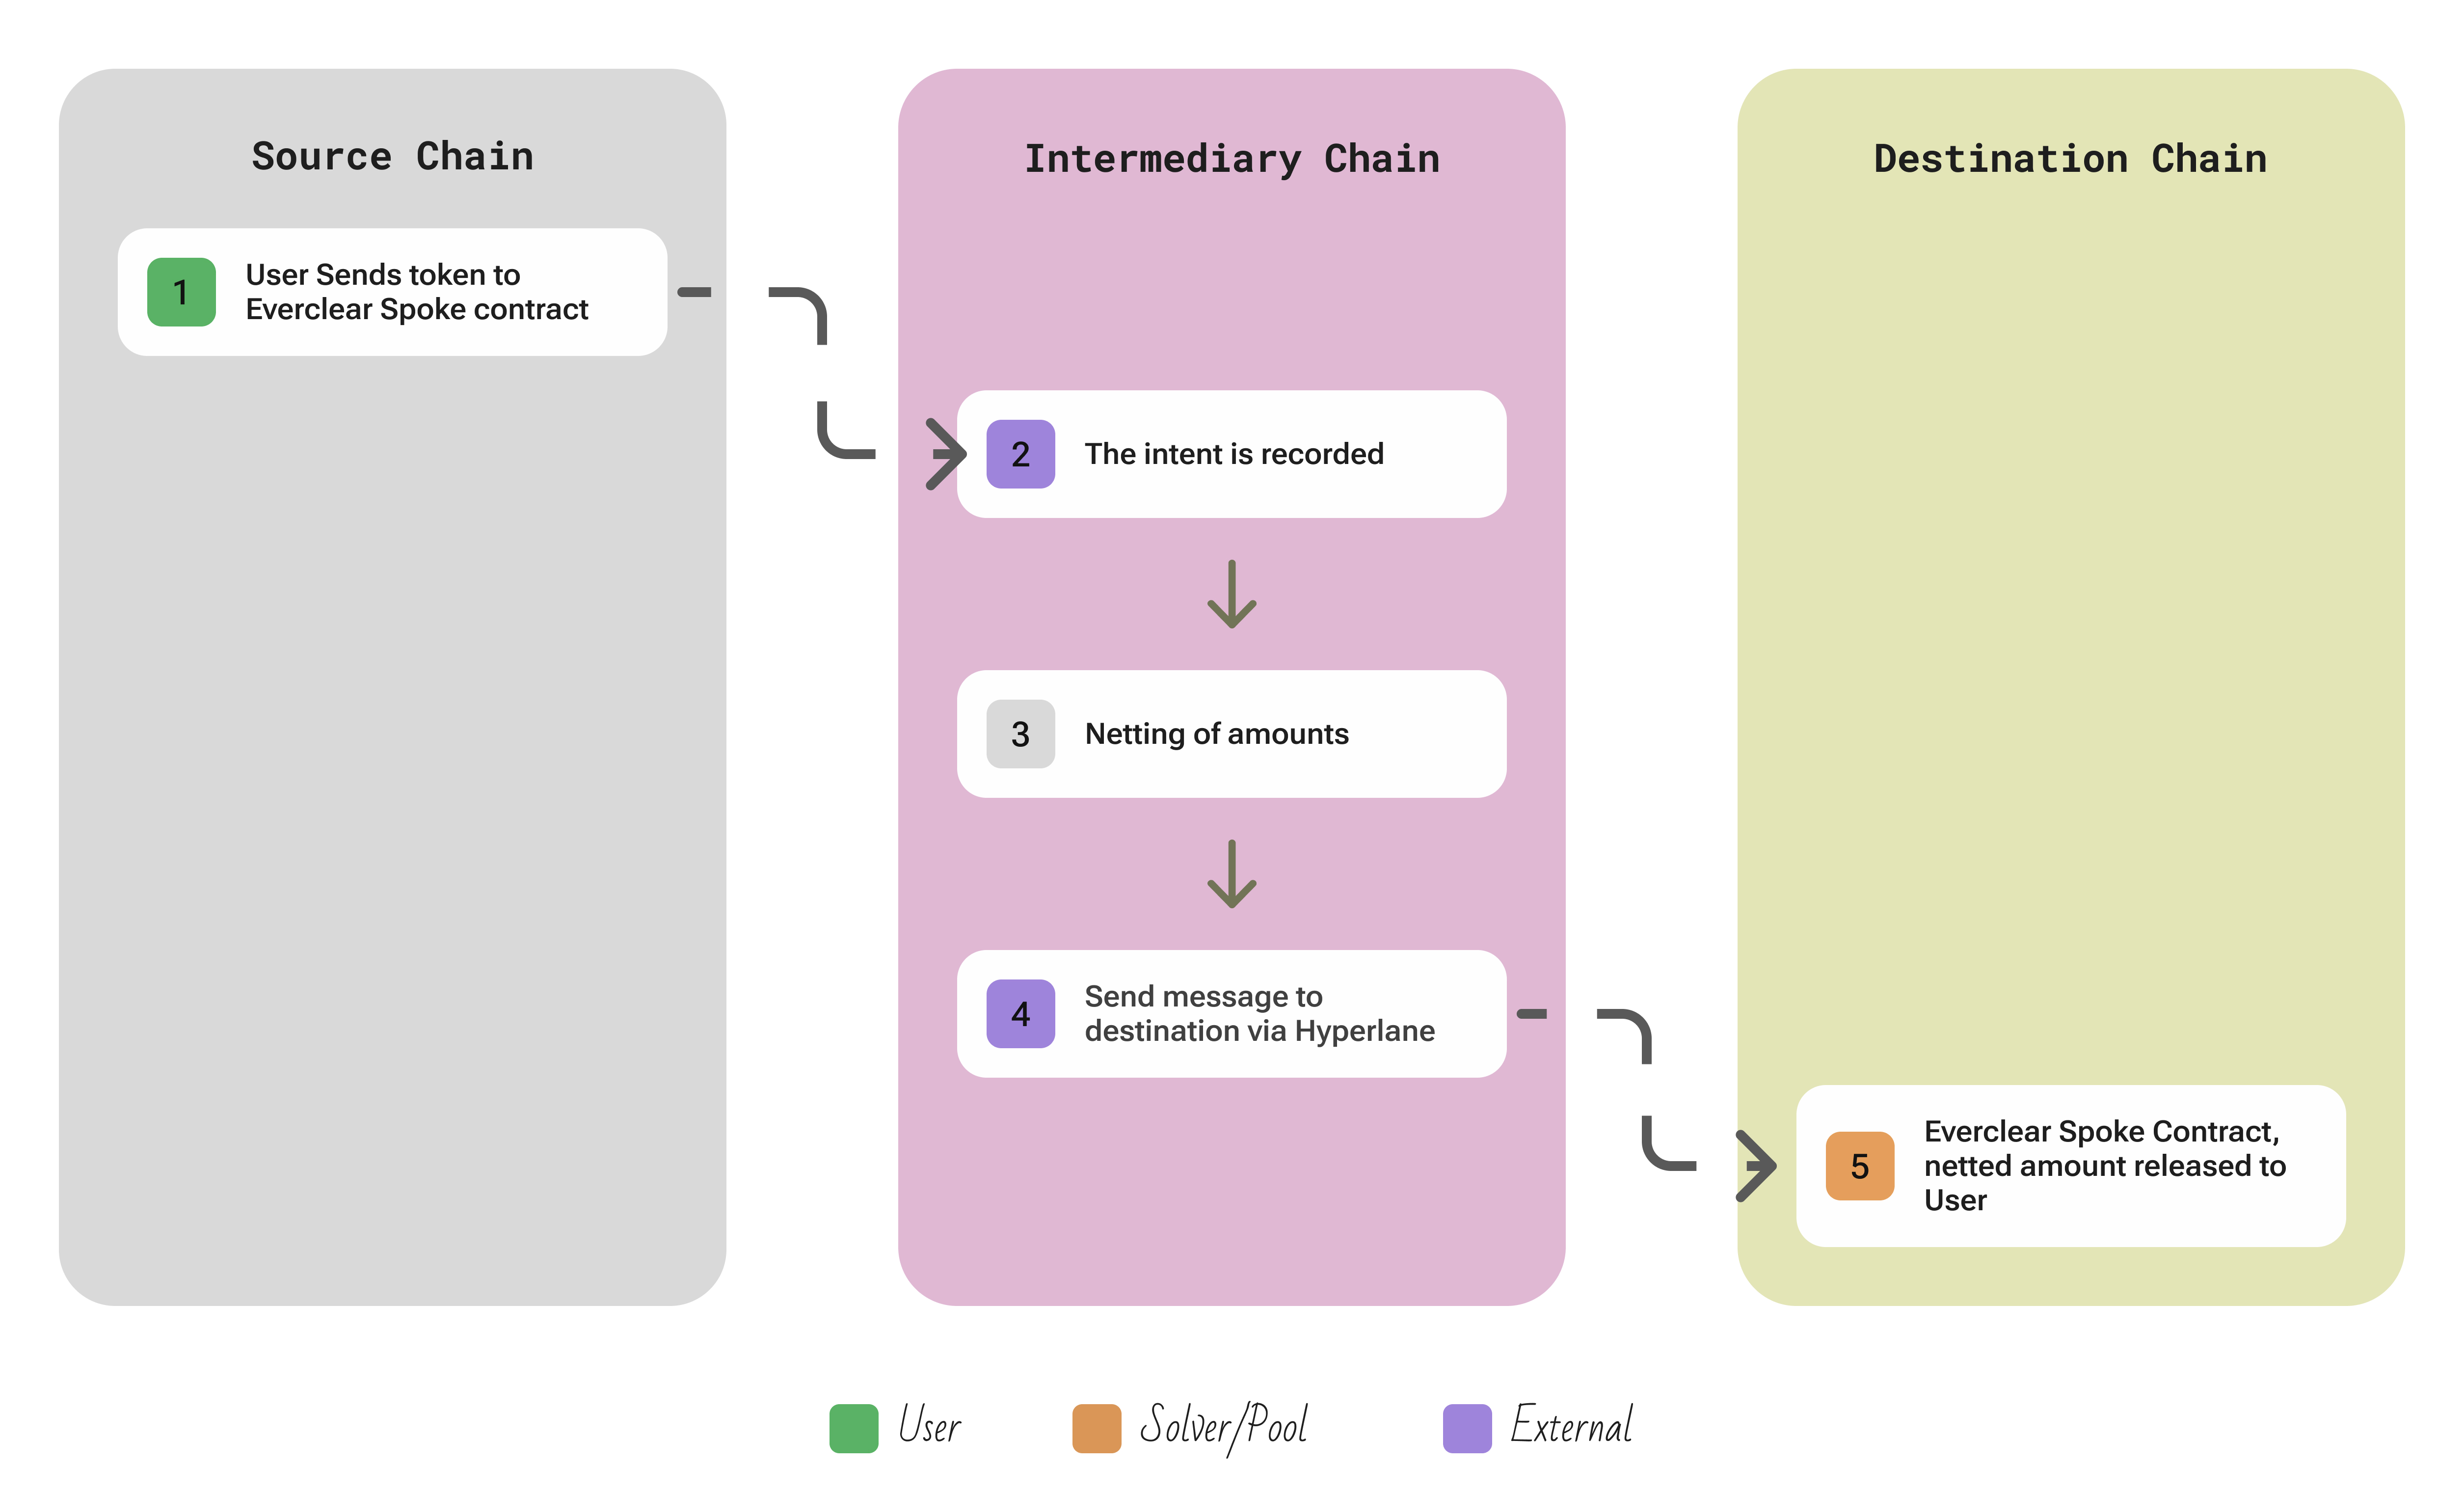 Source Chain
1
User Sends token to
Everclear Spoke contract
Intermediary Chain
2
The intent is recorded
3
Netting of amounts
4
Send message to
destination via Hyperlane
Destination Chain
5
Everclear Spoke Contract,
netted amount released to
User
User
Solver/Pool
External